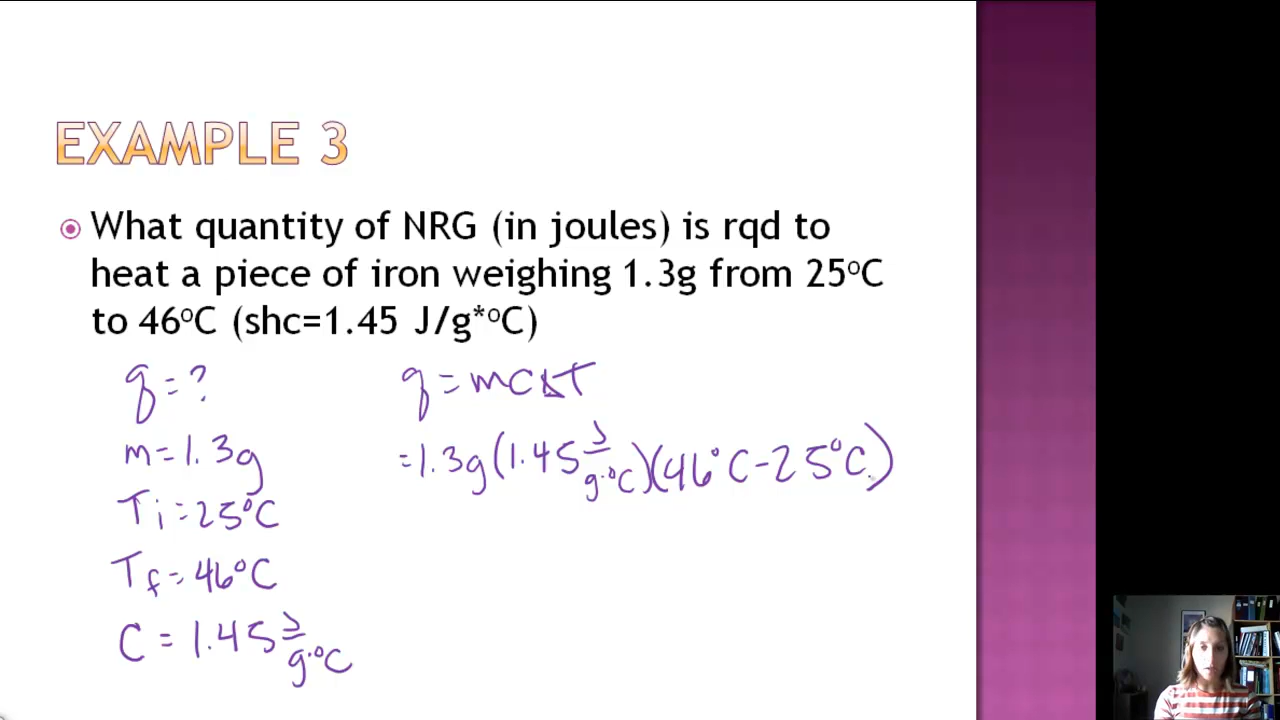 EXAMPLE 3
What quantity of NRG (in joules) is rqd to
heat a piece of iron weighing 1.3g from 25°C
to 46°C (shc=1.45 J/g*°C)
q = ?
m = 1.3g
Ti = 25°C
Tf = 46°C
C = 1.45 J/g·°C
q = mCΔT
= 1.3g (1.45 J/g·°C)(46°C - 25°C)